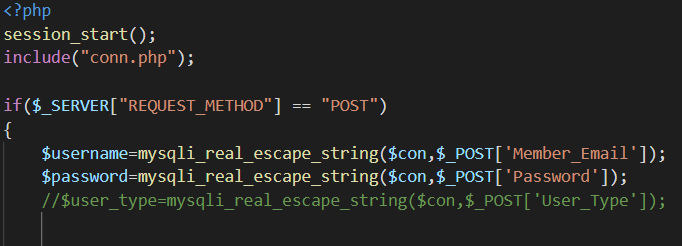 <?php
session_start();
include("conn.php");
if($_SERVER["REQUEST_METHOD"] == "POST")
{
$username=mysqli_real_escape_string($con,$_POST['Member_Email']);
$password=mysqli_real_escape_string($con,$_POST['Password']);
//$user_type=mysqli_real_escape_string($con,$_POST['User_Type']);